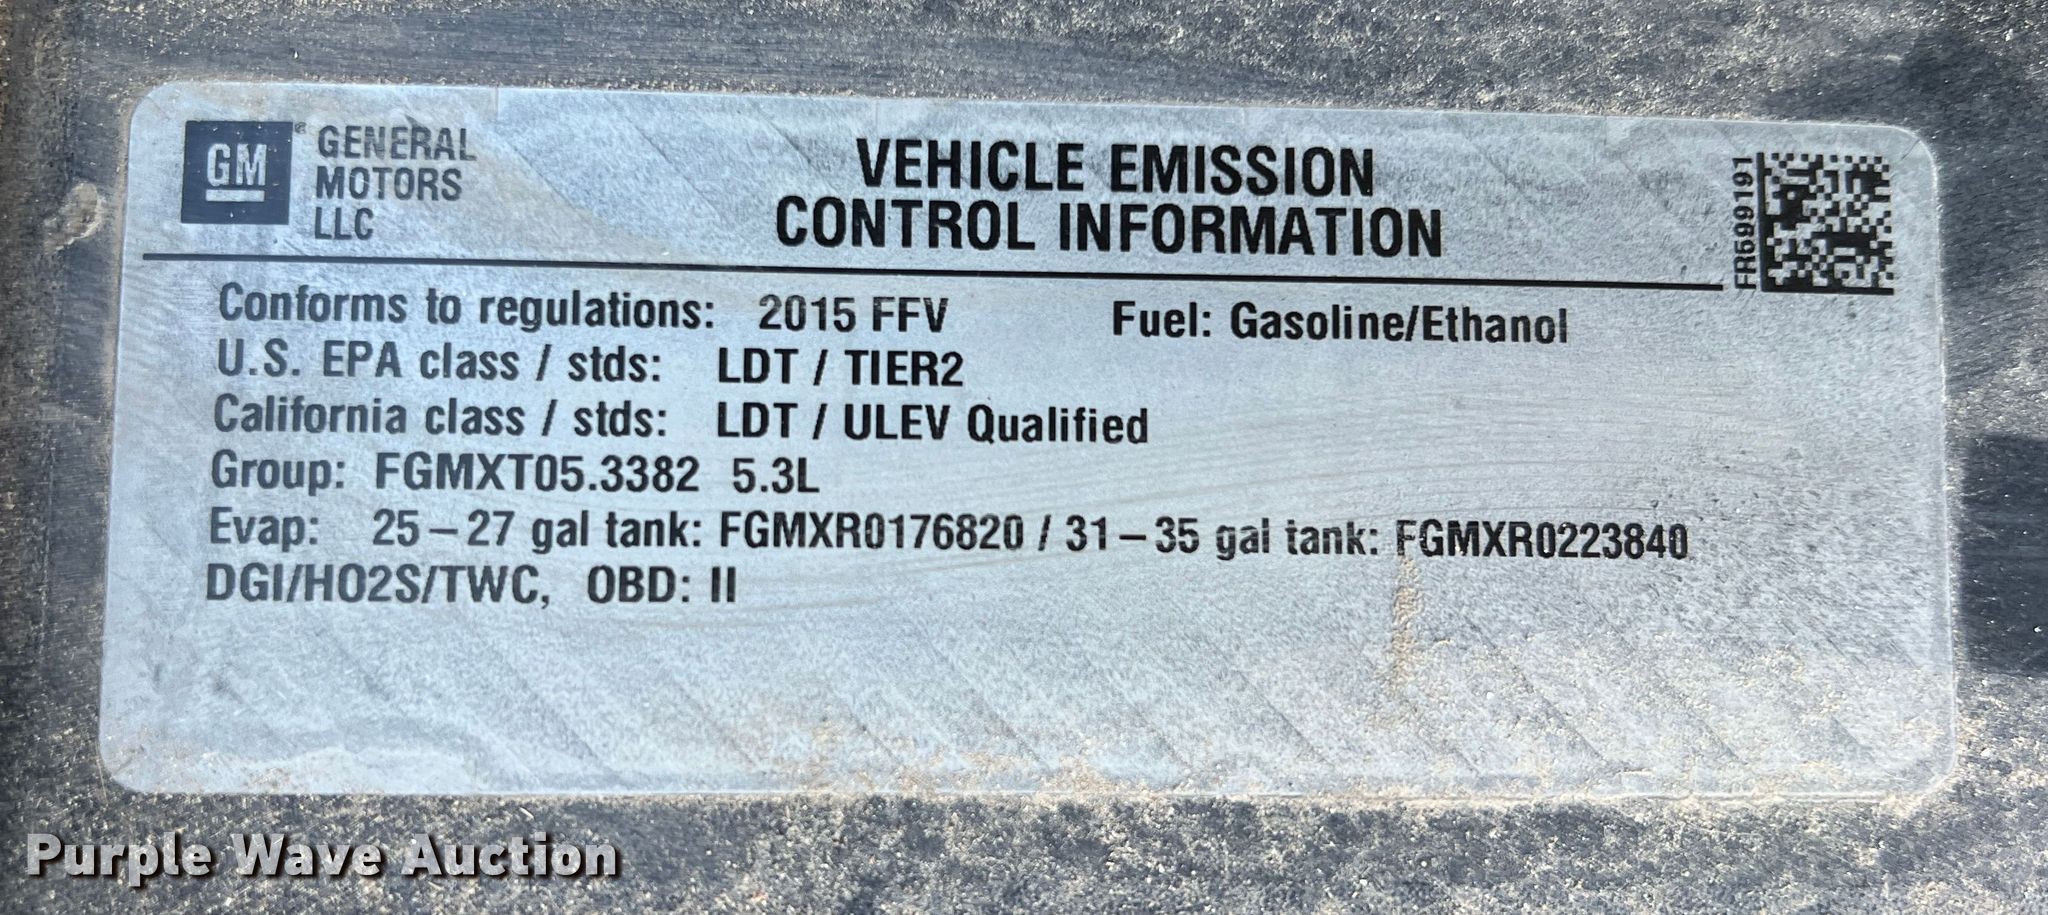 GM
GENERAL
MOTORS
LLC
VEHICLE EMISSION
CONTROL INFORMATION
FR699191
Conforms to regulations: 2015 FFV Fuel: Gasoline/Ethanol
U.S. EPA class / stds: LDT / TIER2
California class / stds: LDT / ULEV Qualified
Group: FGMXT05.3382 5.3L
Evap: 25–27 gal tank: FGMXR0176820 / 31–35 gal tank: FGMXR0223840
DGI/HO2S/TWC, OBD: II
Purple Wave Auction